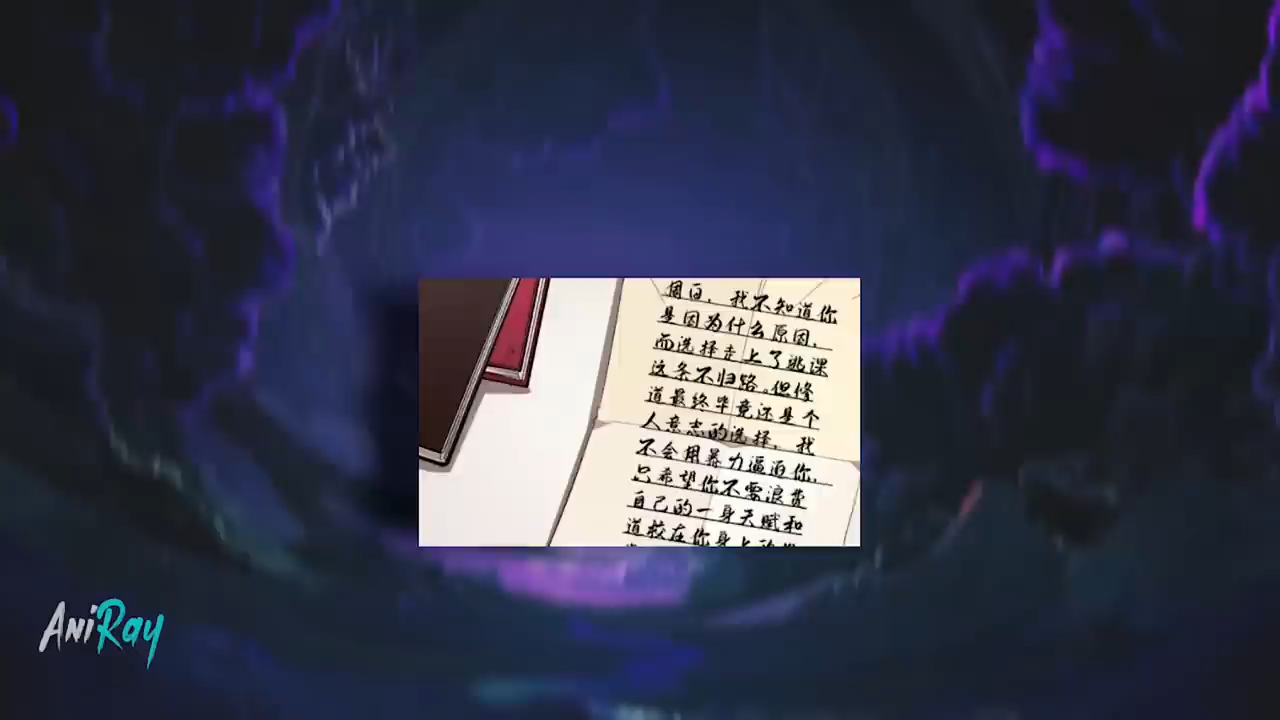 周白，我不知道你
是因为什么原因，
而选择走上了逃课
这条不归路。但修
道最终毕竟还是个
人意志的选择，我
不会用暴力逼迫你，
只希望你不要浪费
自己的一身天赋和
道校在你身上的
AniRay